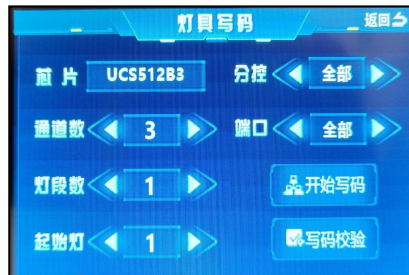 灯具写码
返回
芯片 UCS512B3 分控 全部
通道数 3 端口 全部
灯段数 1 开始写码
起始灯 1 写码校验